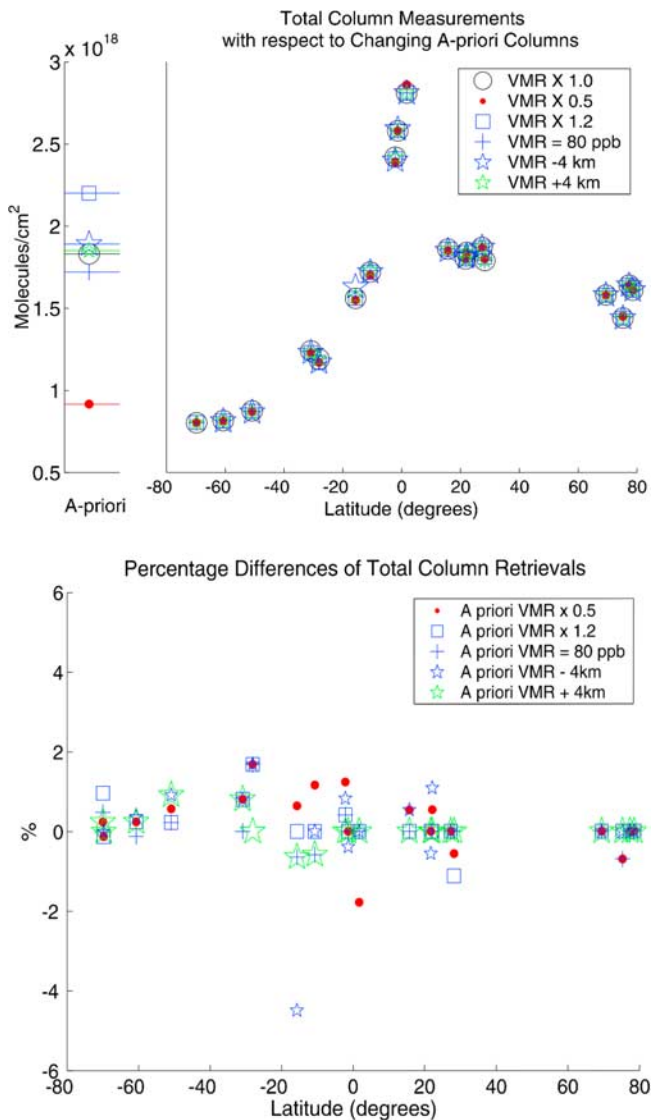 Total Column Measurements
with respect to Changing A-priori Columns
x 10^18
3
2.5
2
1.5
1
0.5
Molecules/cm²
A-priori
VMR X 1.0
VMR X 0.5
VMR X 1.2
VMR = 80 ppb
VMR -4 km
VMR +4 km
-80 -60 -40 -20 0 20 40 60 80
Latitude (degrees)
Percentage Differences of Total Column Retrievals
6
4
2
0
-2
-4
-6
%
A priori VMR x 0.5
A priori VMR x 1.2
A priori VMR = 80 ppb
A priori VMR - 4km
A priori VMR + 4km
-80 -60 -40 -20 0 20 40 60 80
Latitude (degrees)